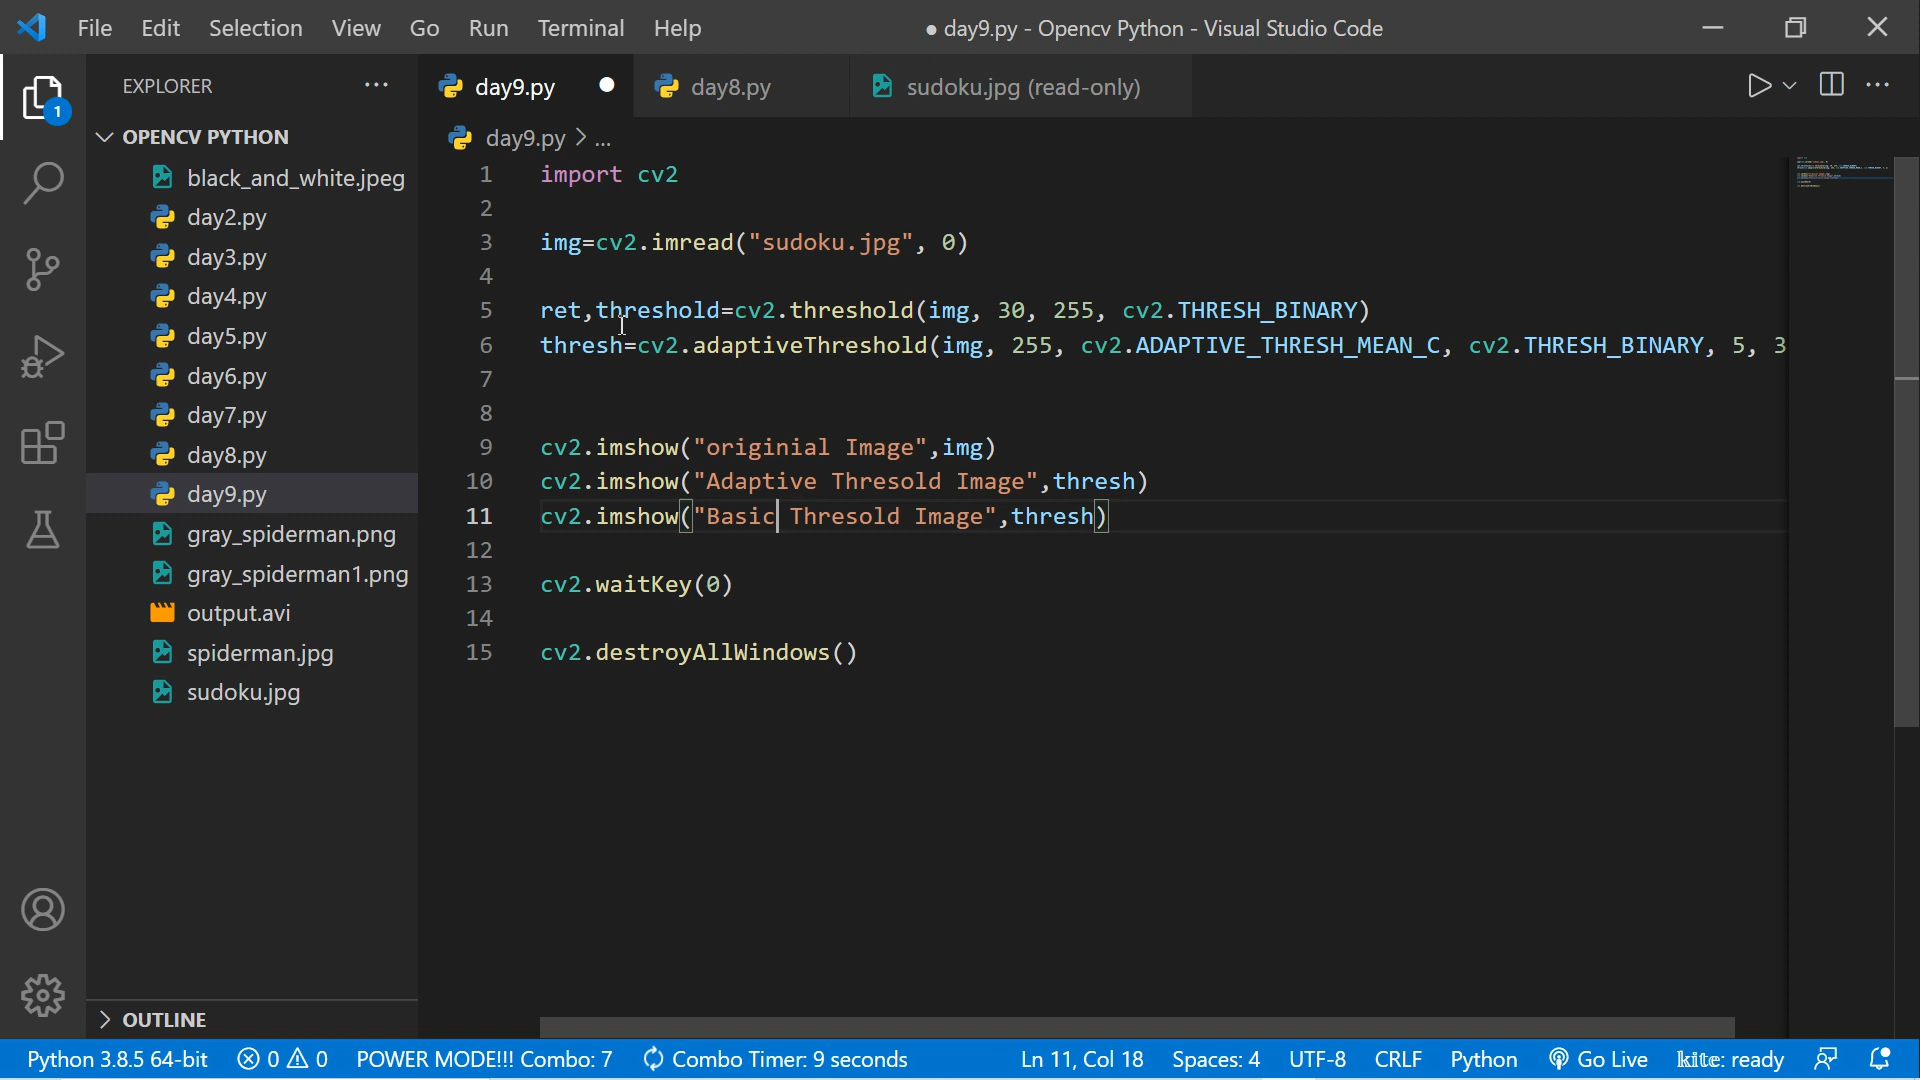 File Edit Selection View Go Run Terminal Help ● day9.py - Opencv Python - Visual Studio Code
EXPLORER ... day9.py day8.py sudoku.jpg (read-only)
1
OPENCV PYTHON
day9.py > ...
black_and_white.jpeg
day2.py
day3.py
day4.py
day5.py
day6.py
day7.py
day8.py
day9.py
gray_spiderman.png
gray_spiderman1.png
output.avi
spiderman.jpg
sudoku.jpg
OUTLINE
1 import cv2
2
3 img=cv2.imread("sudoku.jpg", 0)
4
5 ret,threshold=cv2.threshold(img, 30, 255, cv2.THRESH_BINARY)
6 thresh=cv2.adaptiveThreshold(img, 255, cv2.ADAPTIVE_THRESH_MEAN_C, cv2.THRESH_BINARY, 5, 3
7
8
9 cv2.imshow("originial Image",img)
10 cv2.imshow("Adaptive Thresold Image",thresh)
11 cv2.imshow("Basic Thresold Image",thresh)
12
13 cv2.waitKey(0)
14
15 cv2.destroyAllWindows()
Python 3.8.5 64-bit 0 0 POWER MODE!!! Combo: 7 Combo Timer: 9 seconds Ln 11, Col 18 Spaces: 4 UTF-8 CRLF Python Go Live kite: ready